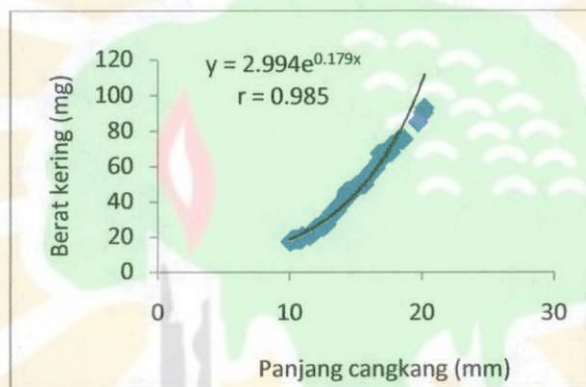 y = 2.994e^0.179x
r = 0.985
Berat kering (mg)
120
100
80
60
40
20
0
0 10 20 30
Panjang cangkang (mm)